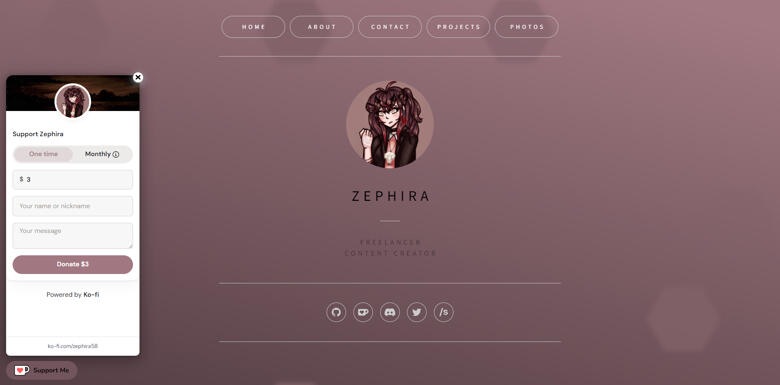 HOME
ABOUT
CONTACT
PROJECTS
PHOTOS
ZEPHIRA
FREELANCER
CONTENT CREATOR
/s
Support Zephira
One time
Monthly
$ 3
Your name or nickname
Your message
Donate $3
Powered by Ko-fi
ko-fi.com/zephira58
Support Me